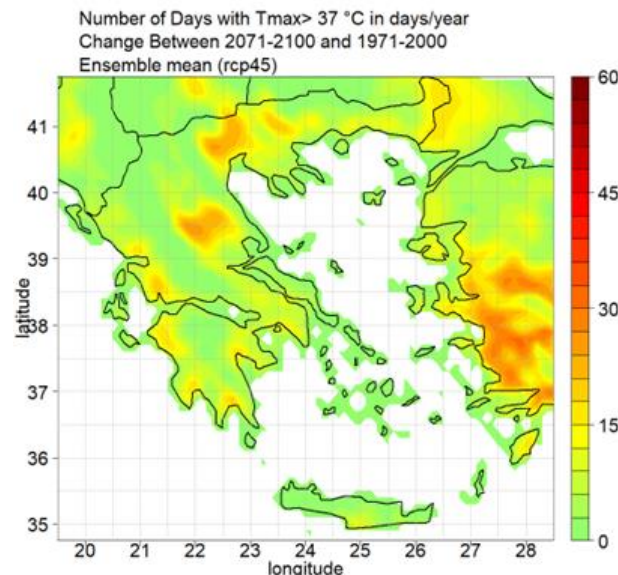 Number of Days with Tmax> 37 °C in days/year
Change Between 2071-2100 and 1971-2000
Ensemble mean (rcp45)
60
45
30
15
0
41
40
39
38
37
36
35
latitude
20 21 22 23 24 25 26 27 28
longitude